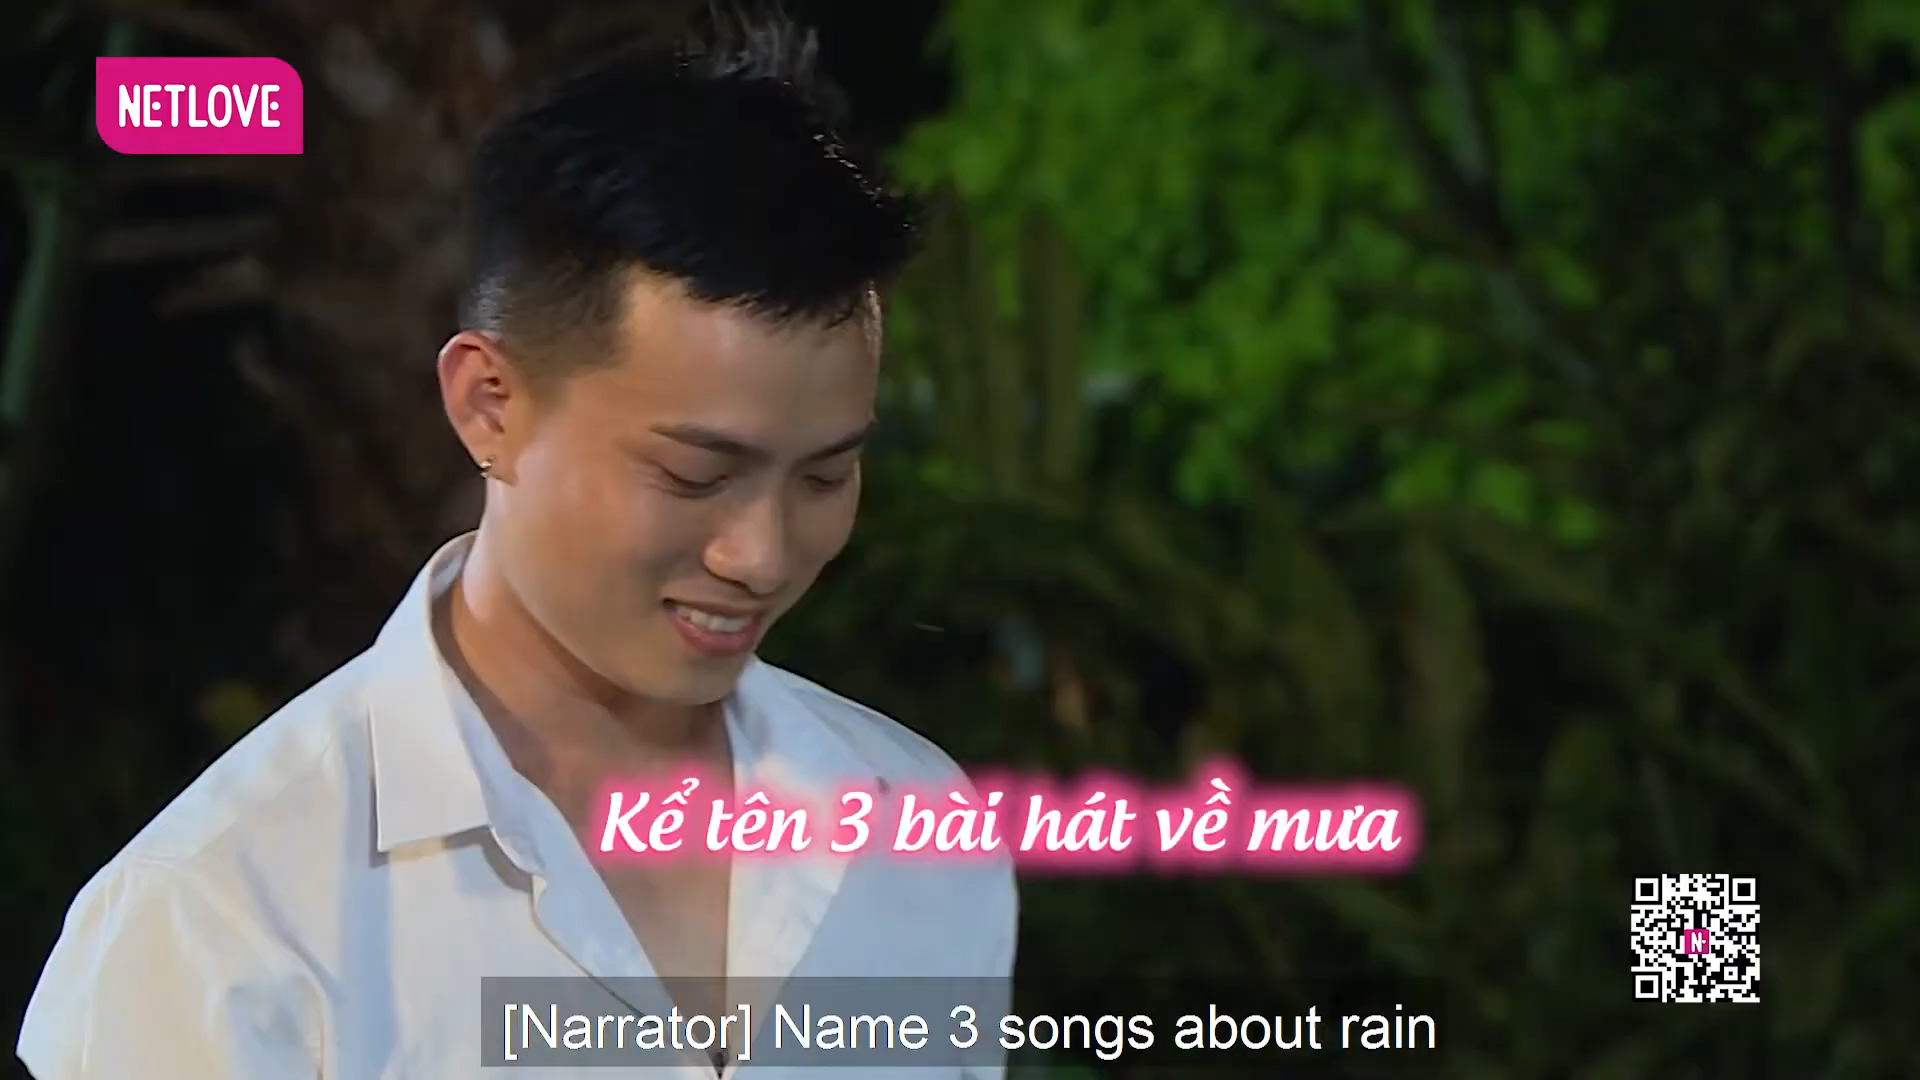 NETLOVE
Kể tên 3 bài hát về mưa
N+
[Narrator] Name 3 songs about rain